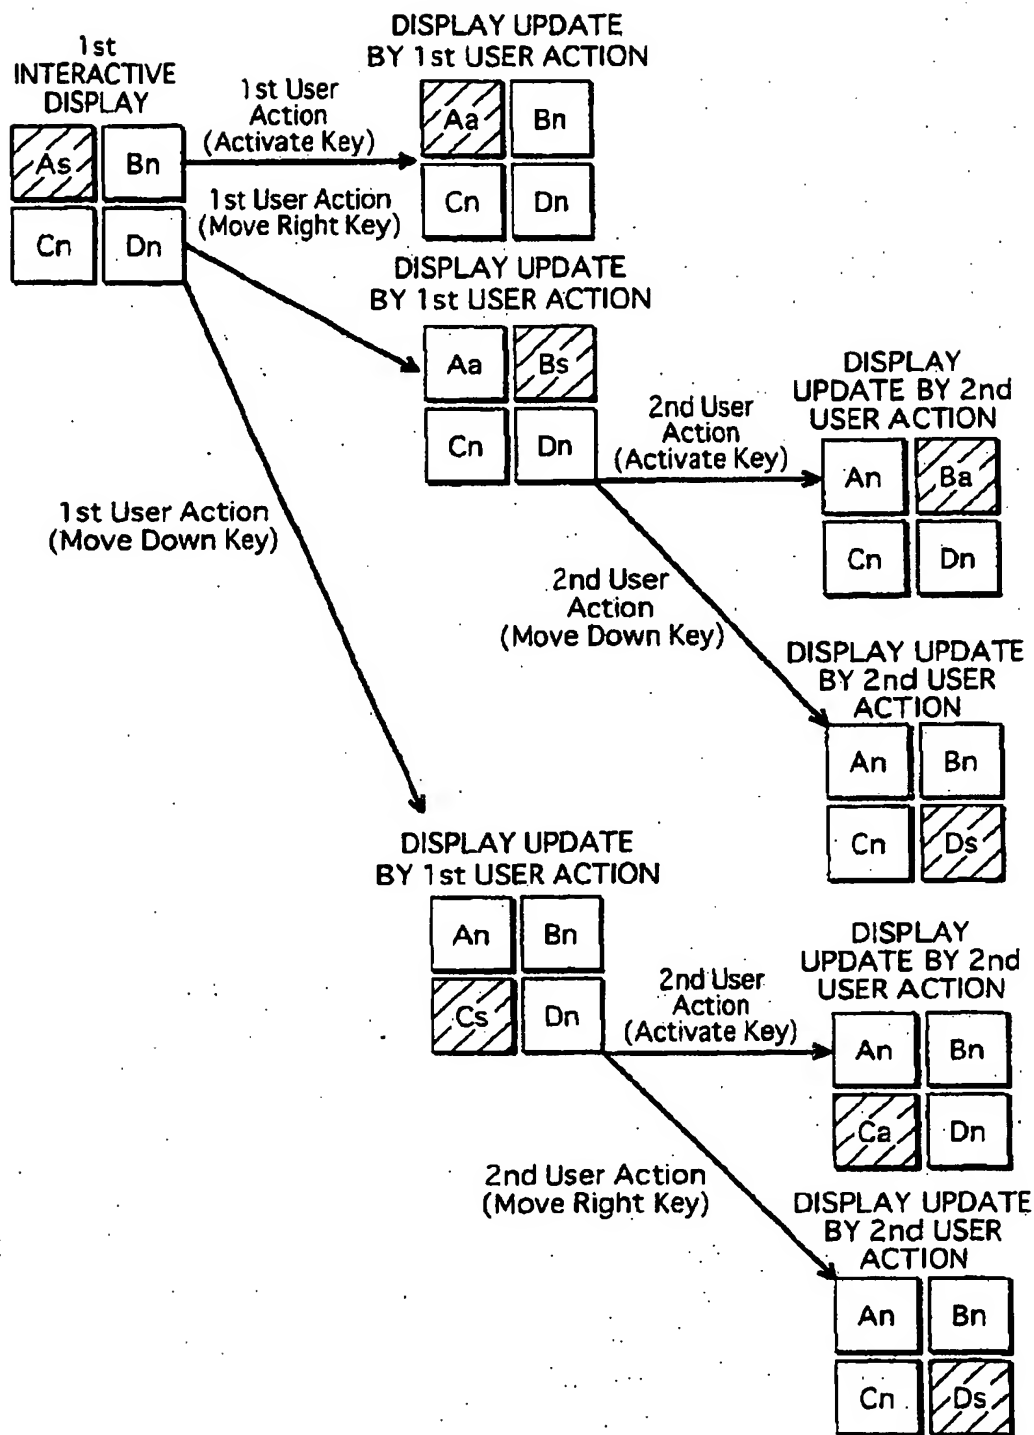 1st
INTERACTIVE
DISPLAY
As Bn
Cn Dn
1st User
Action
(Activate Key)
DISPLAY UPDATE
BY 1st USER ACTION
Aa Bn
Cn Dn
1st User Action
(Move Right Key)
DISPLAY UPDATE
BY 1st USER ACTION
Aa Bs
Cn Dn
2nd User
Action
(Activate Key)
DISPLAY
UPDATE BY 2nd
USER ACTION
An Ba
Cn Dn
2nd User
Action
(Move Down Key)
DISPLAY UPDATE
BY 2nd USER
ACTION
An Bn
Cn Ds
1st User Action
(Move Down Key)
DISPLAY UPDATE
BY 1st USER ACTION
An Bn
Cs Dn
2nd User
Action
(Activate Key)
DISPLAY
UPDATE BY 2nd
USER ACTION
An Bn
Ca Dn
2nd User Action
(Move Right Key)
DISPLAY UPDATE
BY 2nd USER
ACTION
An Bn
Cn Ds